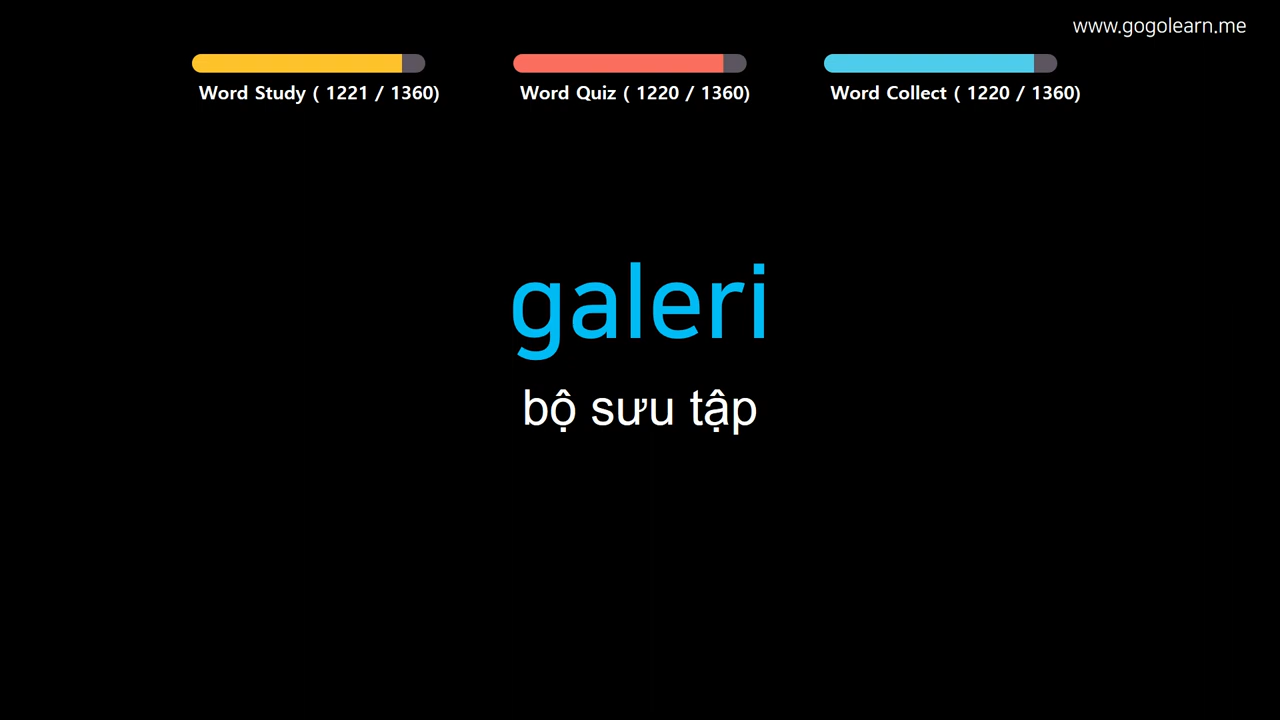 www.gogolearn.me
Word Study ( 1221 / 1360)
Word Quiz ( 1220 / 1360)
Word Collect ( 1220 / 1360)
galeri
bộ sưu tập